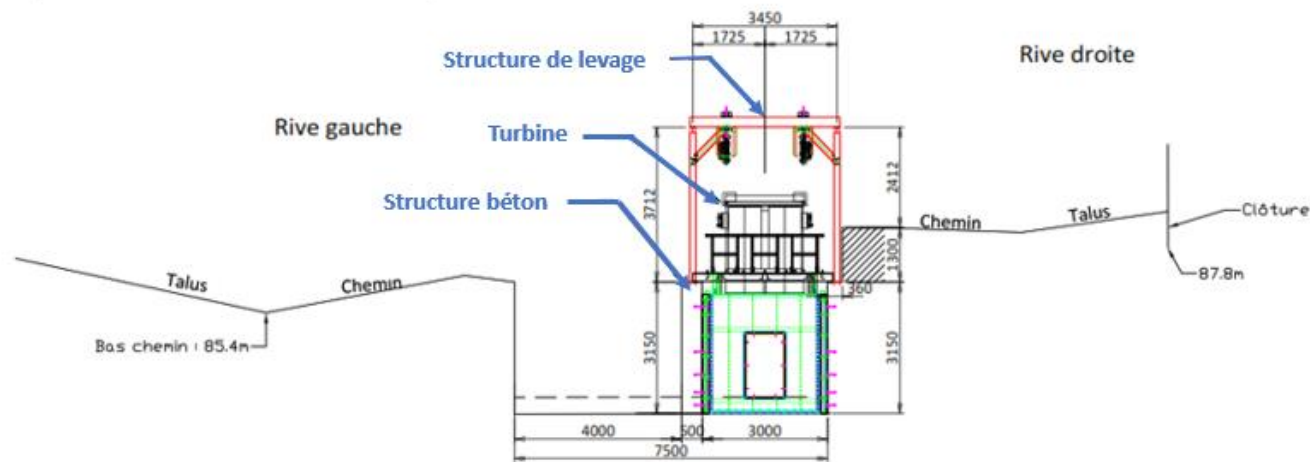 3450
1725 1725
Structure de levage
Rive droite
Rive gauche
Turbine
Structure béton
3712
2412
Chemin
Talus
Clôture
1300
87.8m
360
Talus
Chemin
Bas chemin : 85.4m
3150
3150
4000
500
3000
7500